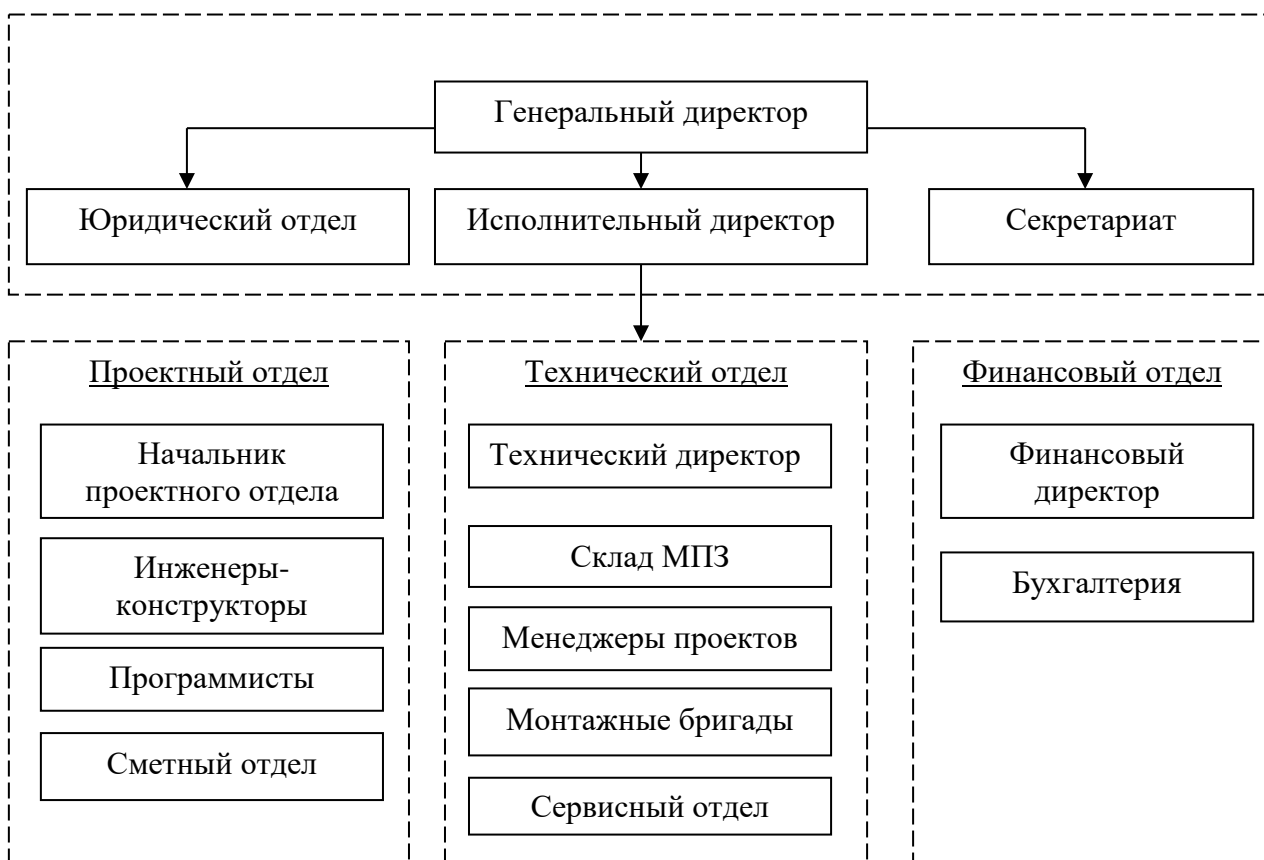 Генеральный директор
Юридический отдел
Исполнительный директор
Секретариат
Проектный отдел
Начальник
проектного отдела
Инженеры-
конструкторы
Программисты
Сметный отдел
Технический отдел
Технический директор
Склад МПЗ
Менеджеры проектов
Монтажные бригады
Сервисный отдел
Финансовый отдел
Финансовый
директор
Бухгалтерия